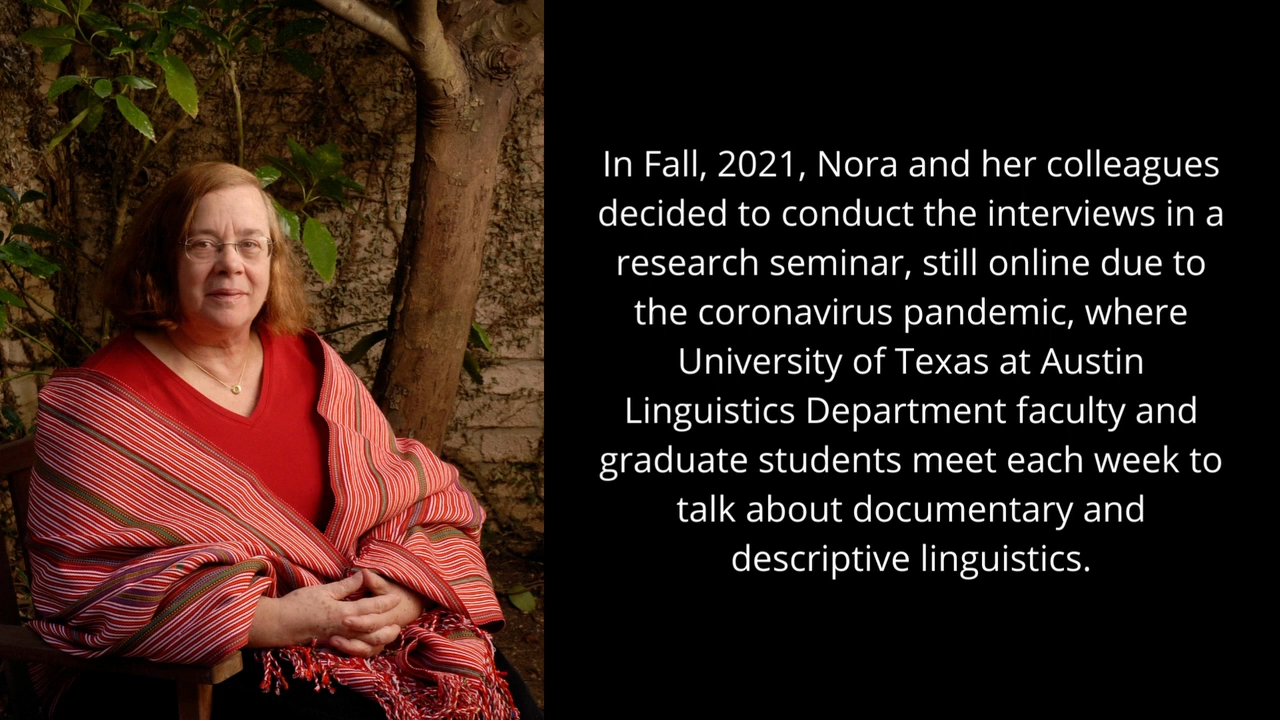 In Fall, 2021, Nora and her colleagues
decided to conduct the interviews in a
research seminar, still online due to
the coronavirus pandemic, where
University of Texas at Austin
Linguistics Department faculty and
graduate students meet each week to
talk about documentary and
descriptive linguistics.